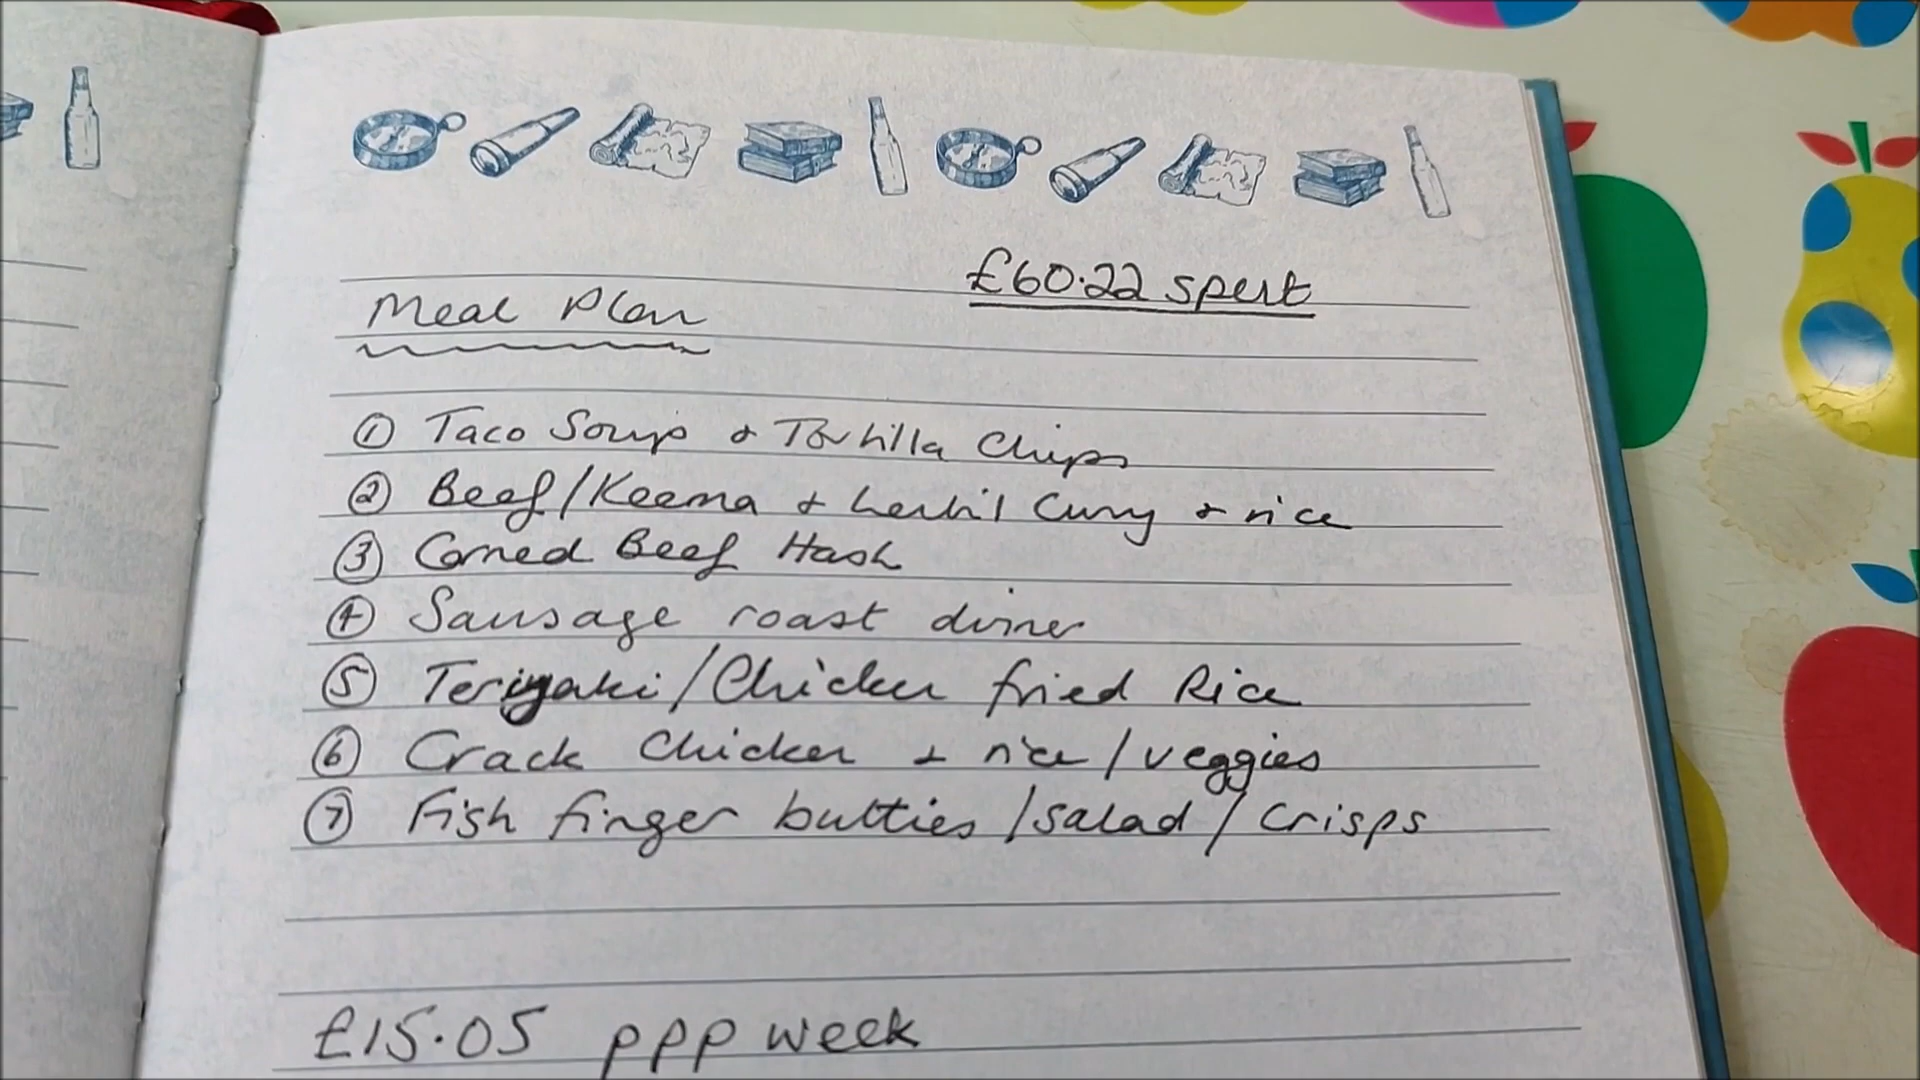 £60.22 spent
Meal Plan
① Taco Soup & Tortilla Chips
② Beef/Keema & Lentil Curry & rice
③ Corned Beef Hash
④ Sausage roast dinner
⑤ Teriyaki/Chicken fried Rice
⑥ Crack Chicken & rice/veggies
⑦ Fish finger butties/salad/crisps
£15.05 ppp week